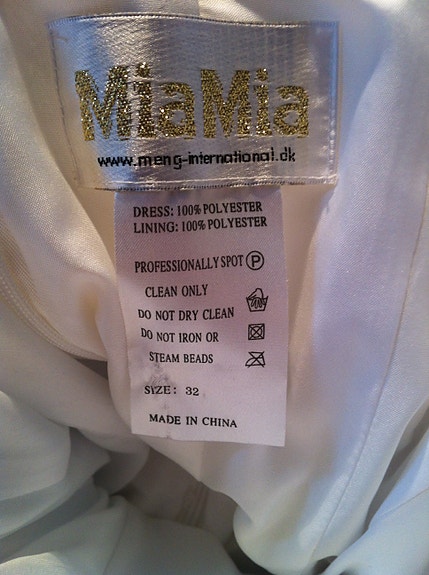 MiaMia
www.meng-international.dk
DRESS: 100% POLYESTER
LINING: 100% POLYESTER
PROFESSIONALLY SPOT P
CLEAN ONLY
DO NOT DRY CLEAN
DO NOT IRON OR
STEAM BEADS
SIZE: 32
MADE IN CHINA